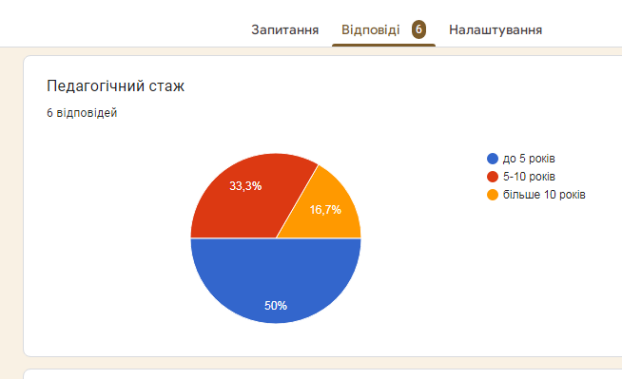 Запитання Відповіді 6 Налаштування
Педагогічний стаж
6 відповідей
до 5 років
5-10 років
більше 10 років
33,3%
16,7%
50%